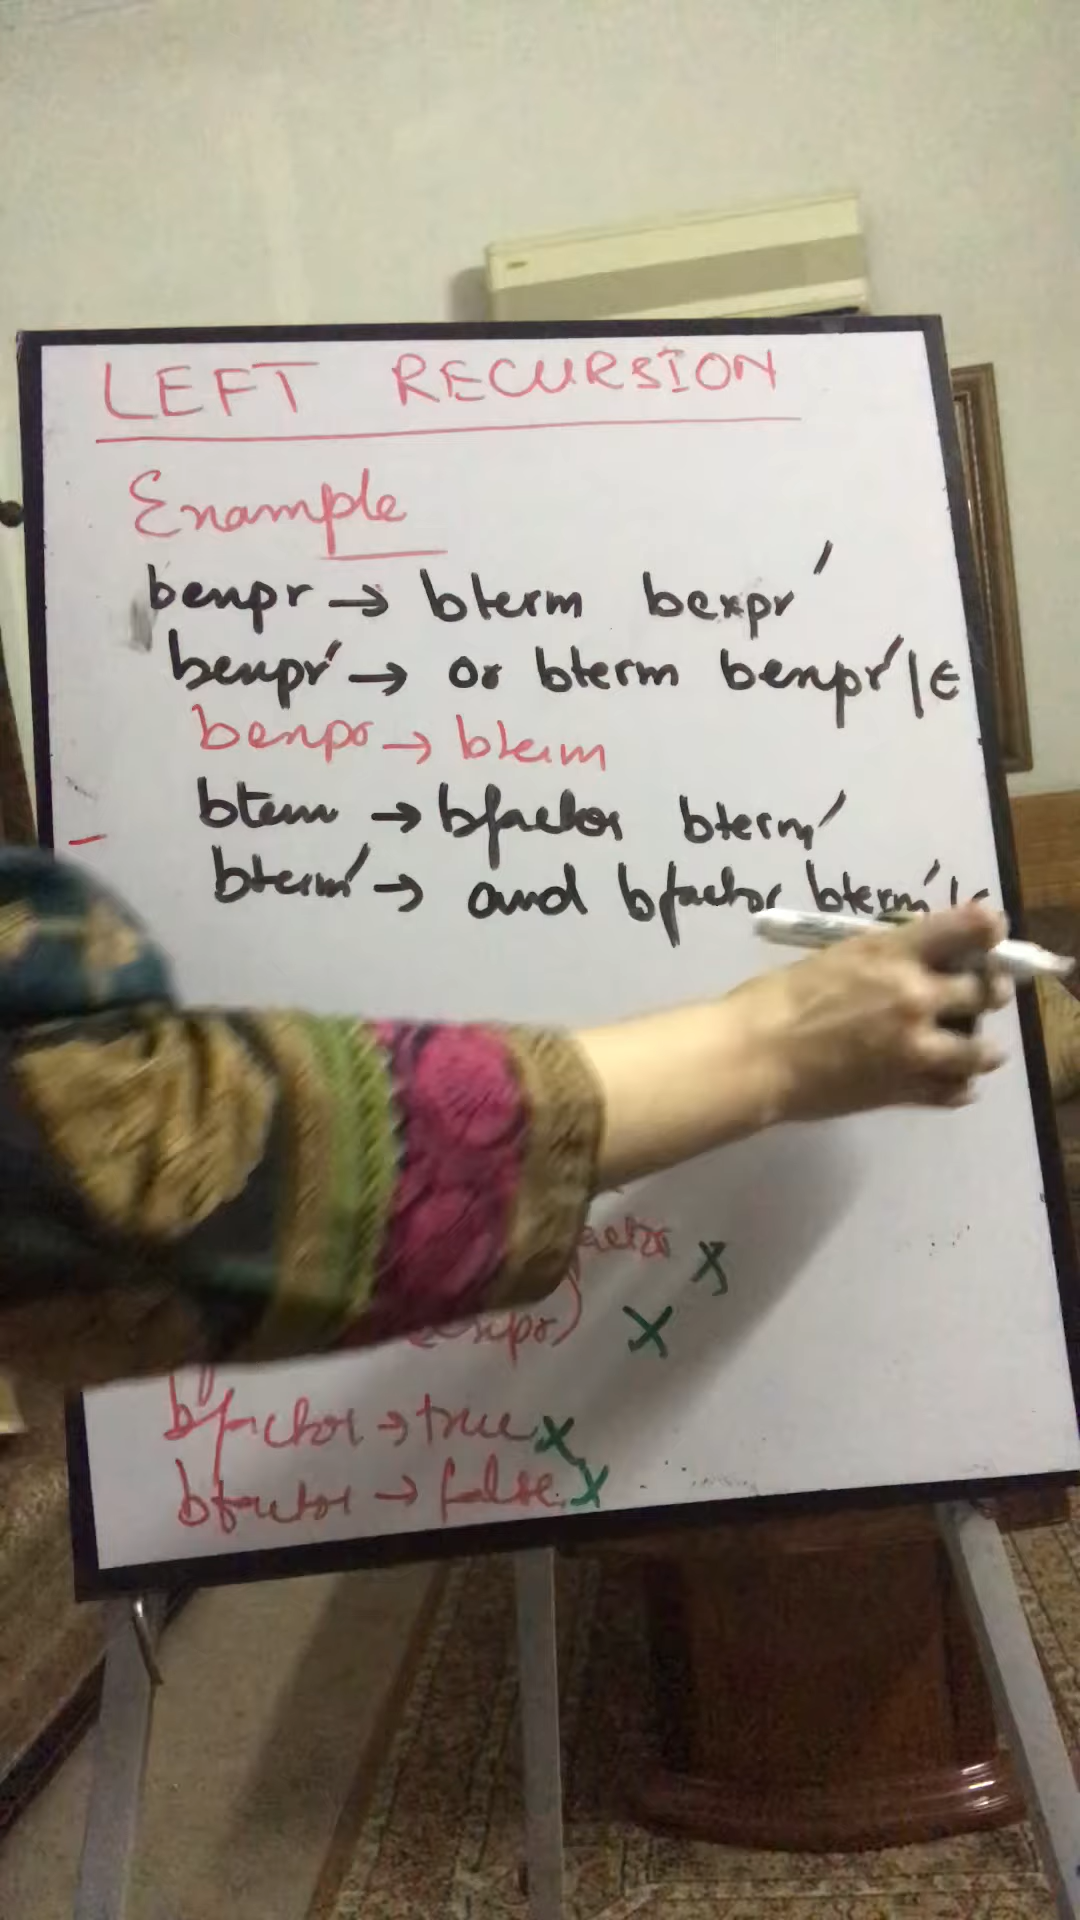 LEFT RECURSION
Example
bexpr → bterm bexpr'
bexpr' → or bterm bexpr' | ϵ
bexpr → bterm
bterm → bfactor bterm'
bterm' → and bfactor bterm' |
X
expr) X
bfactor → true X
bfactor → false X